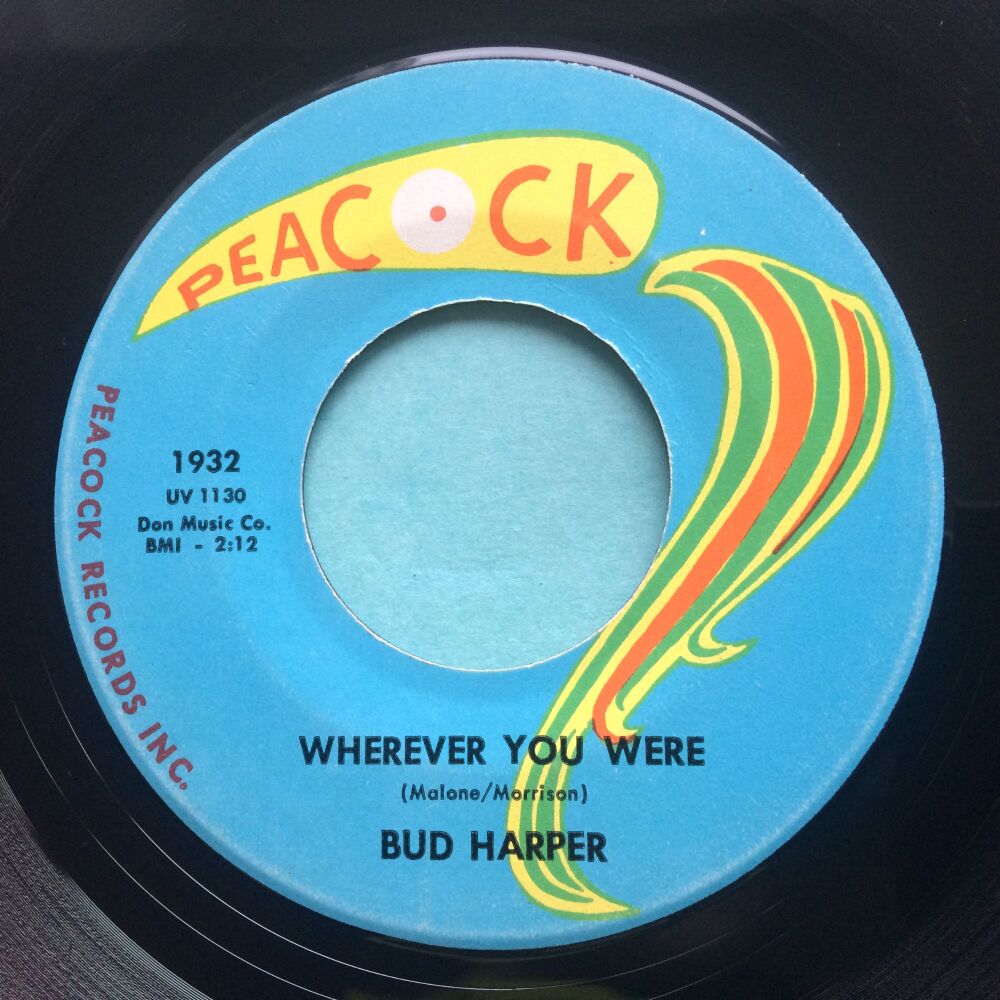 PEACOCK
PEACOCK RECORDS INC.
1932
UV 1130
Don Music Co.
BMI - 2:12
WHEREVER YOU WERE
(Malone/Morrison)
BUD HARPER